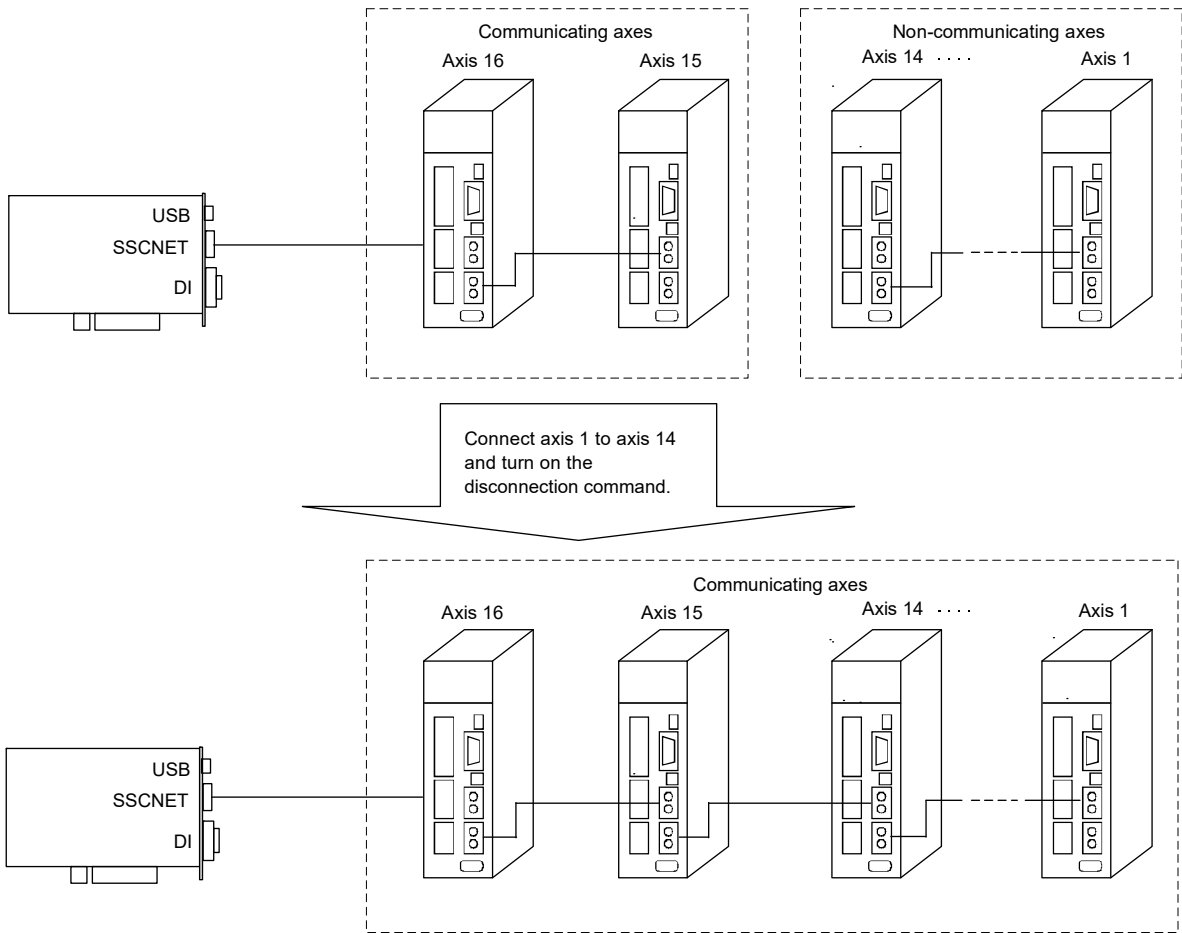 Communicating axes
Non-communicating axes
Axis 16
Axis 15
Axis 14 ····
Axis 1
USB
SSCNET
DI
Connect axis 1 to axis 14
and turn on the
disconnection command.
Communicating axes
Axis 16
Axis 15
Axis 14 ····
Axis 1
USB
SSCNET
DI